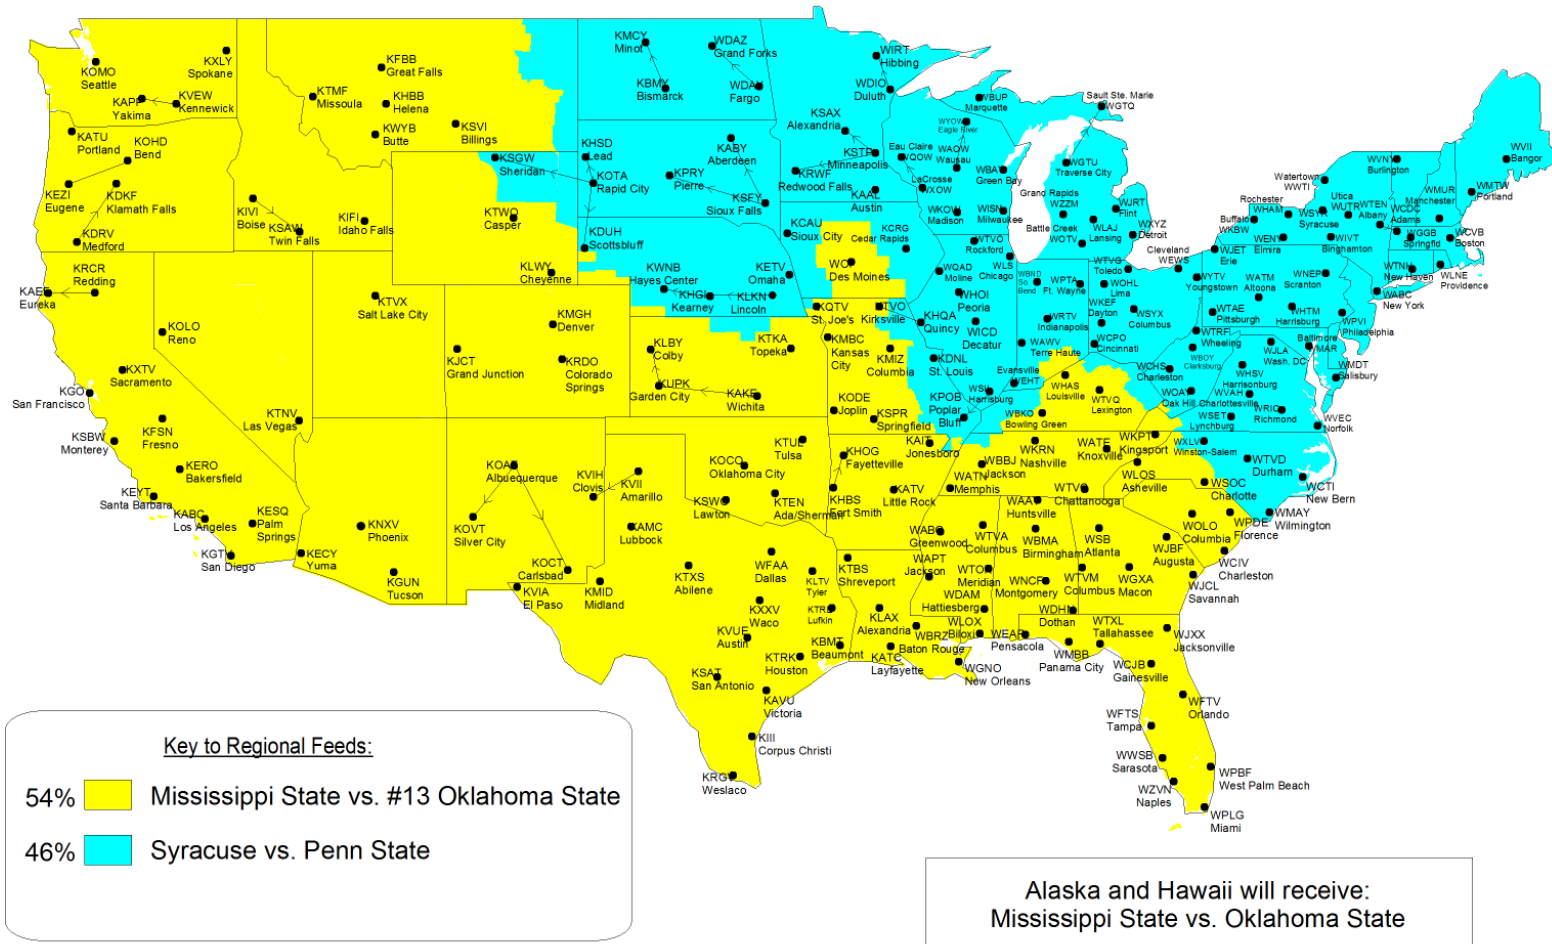 KOMO
Seattle
KXLY
Spokane
KAPP
Yakima
KVEW
Kennewick
KATU
Portland
KOHD
Bend
KEZI
Eugene
KDKF
Klamath Falls
KDRV
Medford
KFBB
Great Falls
KTMF
Missoula
KHBB
Helena
KWYB
Butte
KSVI
Billings
KIVI
Boise
KSAW
Twin Falls
KIFI
Idaho Falls
KSGW
Sheridan
KTWO
Casper
KLWY
Cheyenne
KMCY
Minot
WDAZ
Grand Forks
KBMY
Bismarck
WDAY
Fargo
KHSD
Lead
KOTA
Rapid City
KABY
Aberdeen
KPRY
Pierre
KSFY
Sioux Falls
KDUH
Scottsbluff
KWNB
Hayes Center
KETV
Omaha
KHGI
Kearney
KLKN
Lincoln
WIRT
Hibbing
WDIO
Duluth
KSAX
Alexandria
KSTP
Minneapolis
KRWF
Redwood Falls
KAAL
Austin
KCAU
Sioux City
KCRG
Cedar Rapids
WOI
Des Moines
WBUP
Marquette
WYOW
Eagle River
Eau Claire
WQOW
WAOW
Wausau
LaCrosse
WXOW
WBAY
Green Bay
WKOW
Madison
WISN
Milwaukee
Sault Ste. Marie
WGTQ
WGTU
Traverse City
Grand Rapids
WZZM
Battle Creek
WOTV
WJRT
Flint
WLAJ
Lansing
WXYZ
Detroit
WTVO
Rockford
WLS
Chicago
WQAD
Moline
WHOI
Peoria
KHQA
Quincy
WICD
Decatur
KDNL
St. Louis
WSIL
Harrisburg
KPOB
Poplar
Bluff
WBND
So
Bend
WPTA
Ft. Wayne
WRTV
Indianapolis
WAWV
Terre Haute
Evansville
WEHT
WTVG
Toledo
Cleveland
WEWS
WOHL
Lima
WKEF
Dayton
WSYX
Columbus
WCPO
Cincinnati
WYTV
Youngstown
WTRF
Wheeling
WJET
Erie
WTAE
Pittsburgh
WATM
Altoona
WHTM
Harrisburg
WNEP
Scranton
WPVI
Philadelphia
Buffalo
WKBW
Rochester
WHAM
Watertown
WWTI
WSYR
Syracuse
Utica
WUTR
WENY
Elmira
WIVT
Binghanton
WTEN
Albany
WCDC
Adama
WVNY
Burlington
WMUR
Manchester
WVII
Bangor
WMTW
Portland
WGGB
Springfld
WCVB
Boston
WTNH
New Haven
WLNE
Providence
WABC
New York
Baltimore
WMAR
WJLA
Wash, DC
WMDT
Salisbury
WBOY
Clarksburg
WCHS
Charleston
WOAY
Oak Hill
WHSV
Harrisonburg
WVAH
Charlottesville
WRIC
Richmond
WSET
Lynchburg
WVEC
Norfolk
WXLV
Winston-Salem
WTVD
Durham
WCTI
New Bern
WSOC
Charlotte
WMAY
Wilmington
WLOS
Asheville
WHAS
Louisville
WTVQ
Lexington
WBKO
Bowling Green
WKPT
Kingsport
WATE
Knoxville
WKRN
Nashville
WBBJ
Jackson
WATN
Memphis
WTVC
Chattanooga
KRCR
Redding
KAEF
Eureka
KOLO
Reno
KXTV
Sacramento
KGO
San Francisco
KFSN
Fresno
KSBW
Monterey
KERO
Bakersfield
KEYT
Santa Barbara
KABC
Los Angeles
KESQ
Palm
Springs
KGTV
San Diego
KTNV
Las Vegas
KTVX
Salt Lake City
KMGH
Denver
KJCT
Grand Junction
KRDO
Colorado
Springs
KNXV
Phoenix
KECY
Yuma
KGUN
Tucson
KOAT
Albuequerque
KOVT
Silver City
KOCT
Carlsbad
KVIH
Clovis
KVII
Amarillo
KAMC
Lubbock
KVIA
El Paso
KMID
Midland
KLBY
Colby
KUPK
Garden City
KAKE
Wichita
KTKA
Topeka
KQTV
St. Joe's
KTVO
Kirksville
KMBC
Kansas
City
KMIZ
Columbia
KODE
Joplin
KSPR
Springfield
KTUL
Tulsa
KOCO
Oklahoma City
KSWO
Lawton
KTEN
Ada/Sherman
KHOG
Fayetteville
KHBS
Fort Smith
KAIT
Jonesboro
KATV
Little Rock
KTXS
Abilene
WFAA
Dallas
KLTV
Tyler
KTRE
Lufkin
KXXV
Waco
KVUE
Austin
KTRK
Houston
KBMT
Beaumont
KSAT
San Antonio
KAVU
Victoria
KIII
Corpus Christi
KRGV
Weslaco
KTBS
Shreveport
KLAX
Alexandria
KATC
Layfayette
WBRZ
Baton Rouge
WGNO
New Orleans
WABG
Greenwood
WAPT
Jackson
WTVA
Columbus
WTOK
Meridian
WDAM
Hattiesberg
WLOX
Biloxi
WAAY
Huntsville
WBMA
Birmingham
WNCF
Montgomery
WDHN
Dothan
WEAR
Pensacola
WSB
Atlanta
WTVM
Columbus
WGXA
Macon
WJBF
Augusta
WJCL
Savannah
WOLO
Columbia
WPDE
Florence
WCIV
Charleston
WTXL
Tallahassee
WMBB
Panama City
WJXX
Jacksonville
WCJB
Gainesville
WFTV
Orlando
WFTS
Tampa
WWSB
Sarasota
WZVN
Naples
WPBF
West Palm Beach
WPLG
Miami
Key to Regional Feeds:
54% Mississippi State vs. #13 Oklahoma State
46% Syracuse vs. Penn State
Alaska and Hawaii will receive:
Mississippi State vs. Oklahoma State